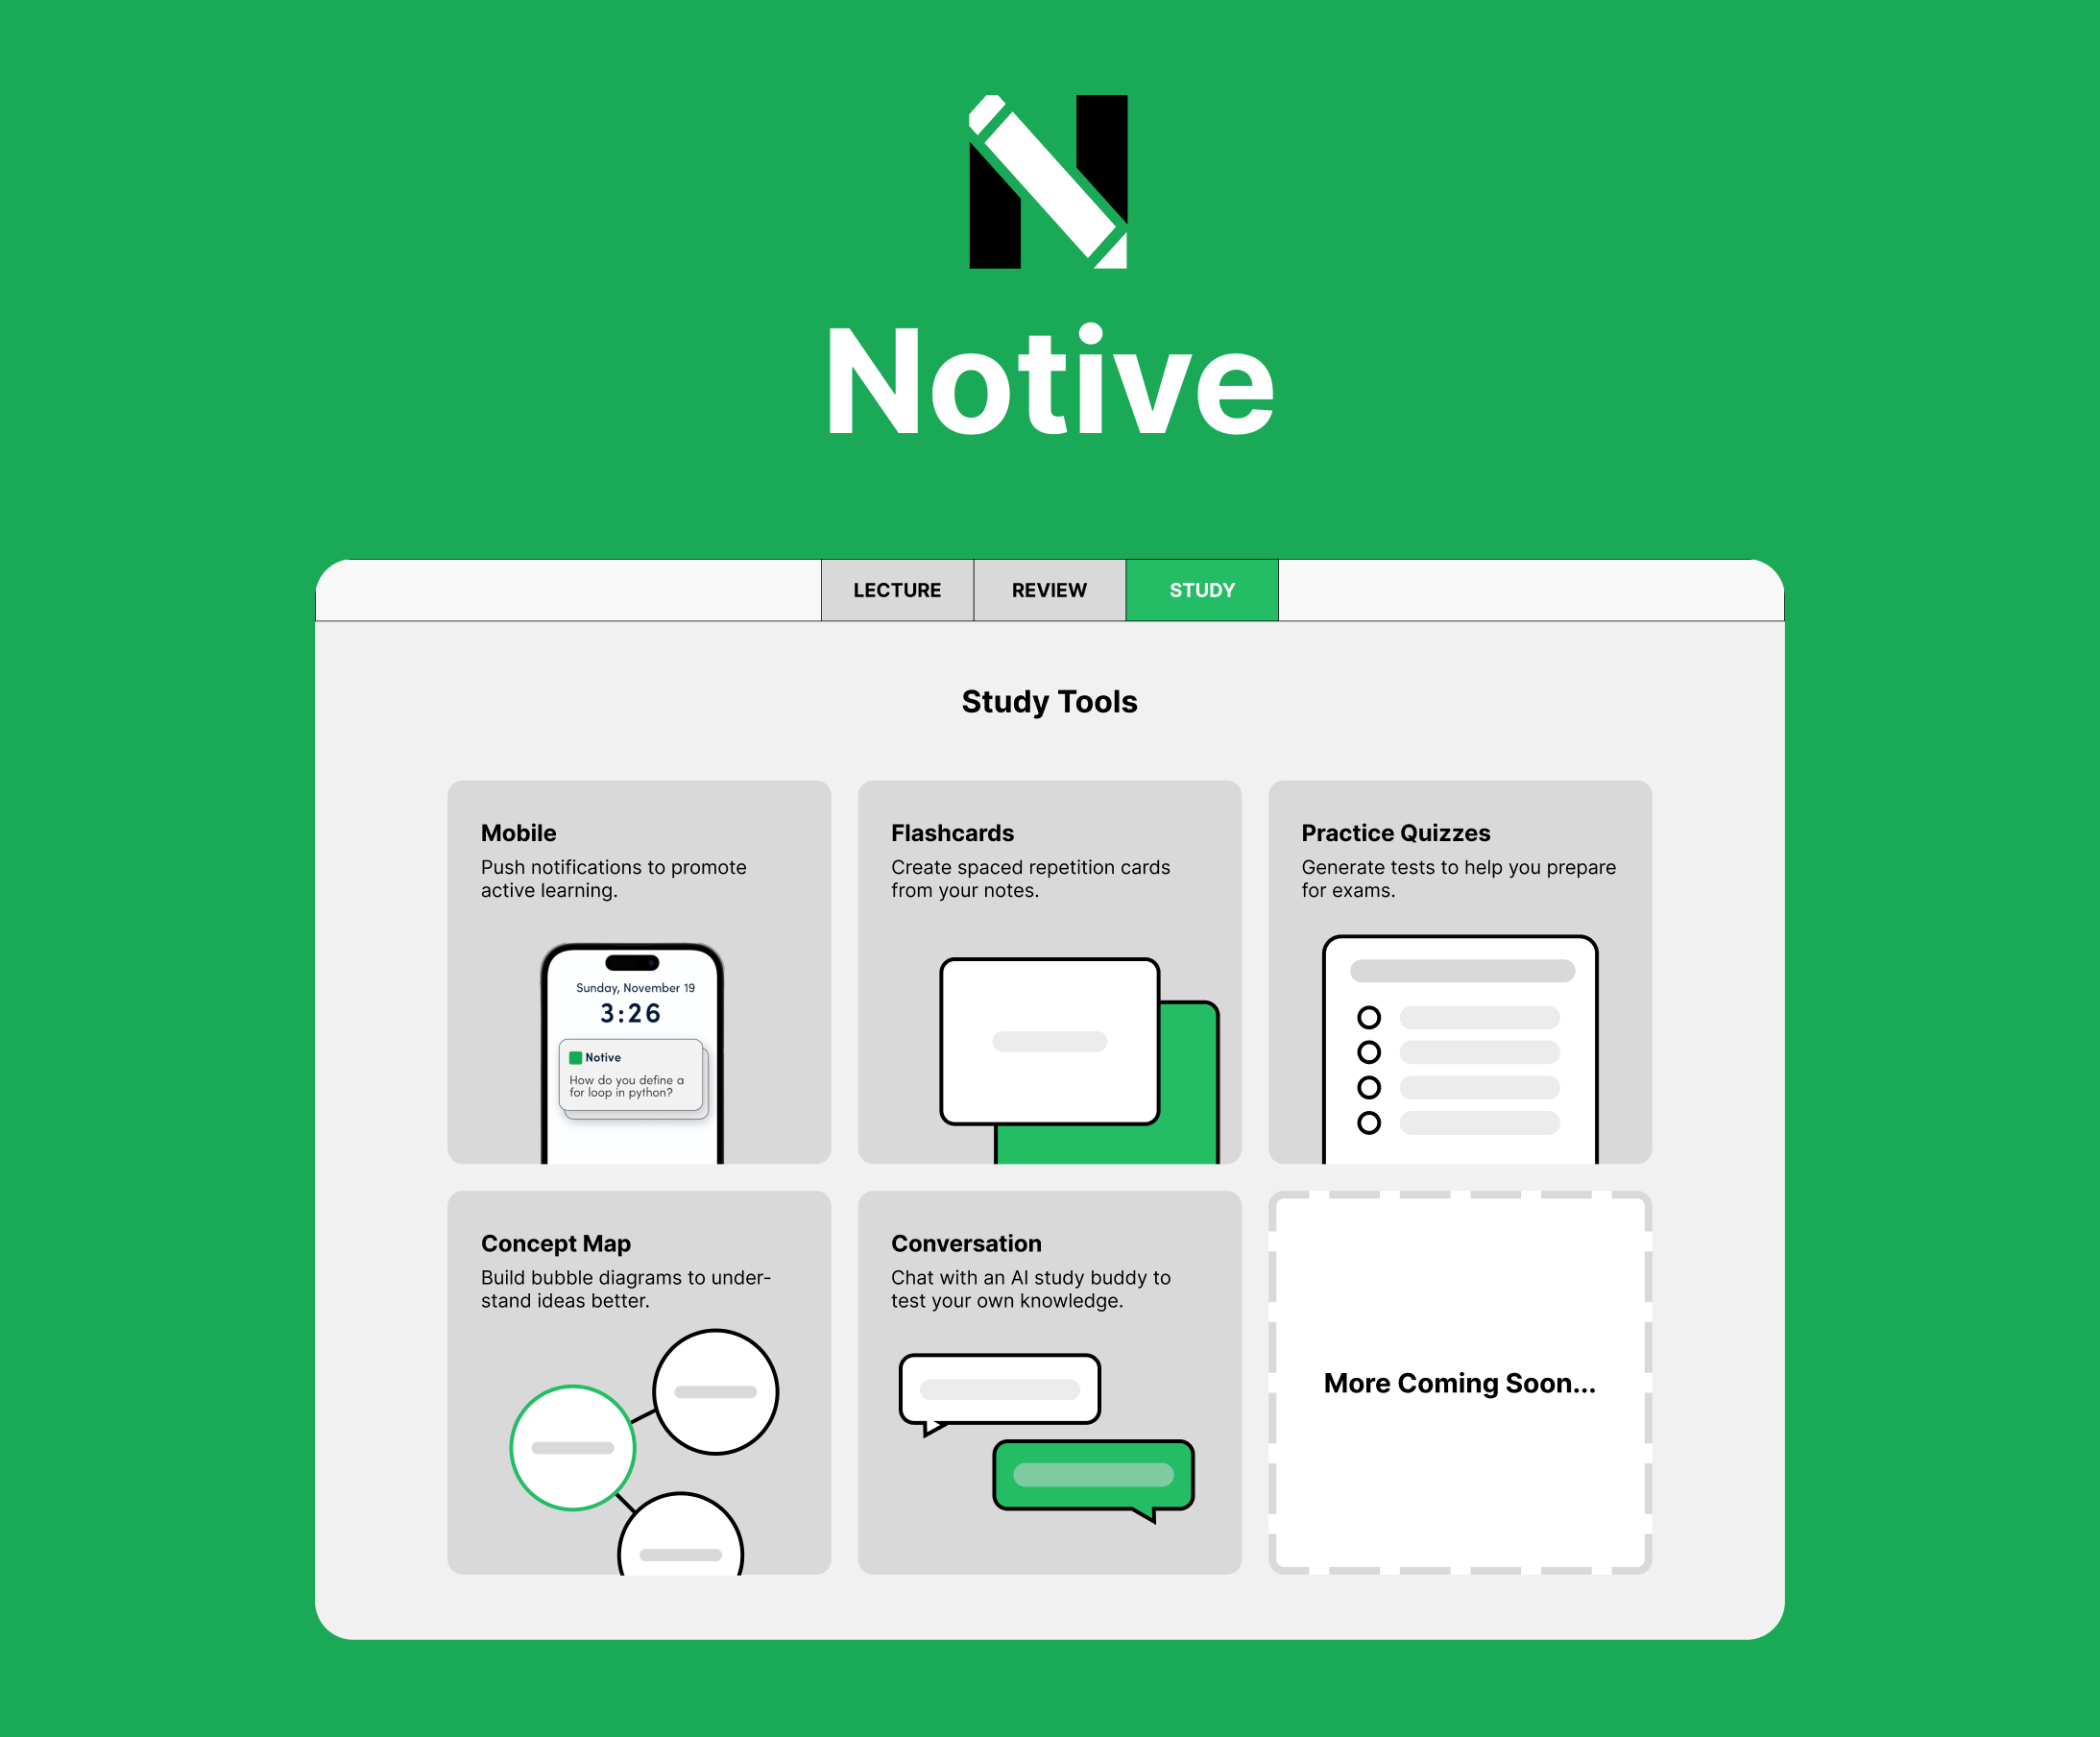 Notive
LECTURE REVIEW STUDY
Study Tools
Mobile
Push notifications to promote
active learning.
Sunday, November 19
3:26
Notive
How do you define a
for loop in python?
Flashcards
Create spaced repetition cards
from your notes.
Practice Quizzes
Generate tests to help you prepare
for exams.
Concept Map
Build bubble diagrams to under-
stand ideas better.
Conversation
Chat with an AI study buddy to
test your own knowledge.
More Coming Soon...